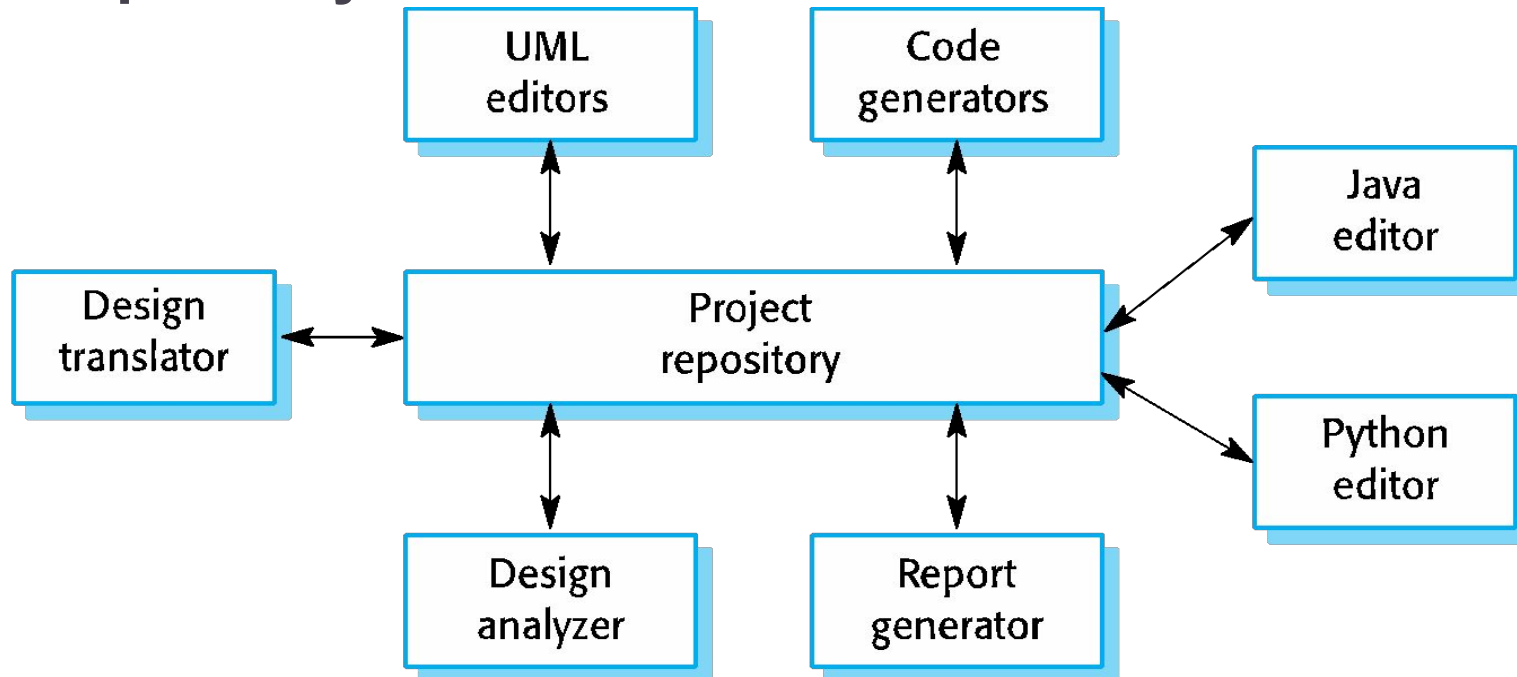 UML
editors
Code
generators
Java
editor
Design
translator
Project
repository
Python
editor
Design
analyzer
Report
generator